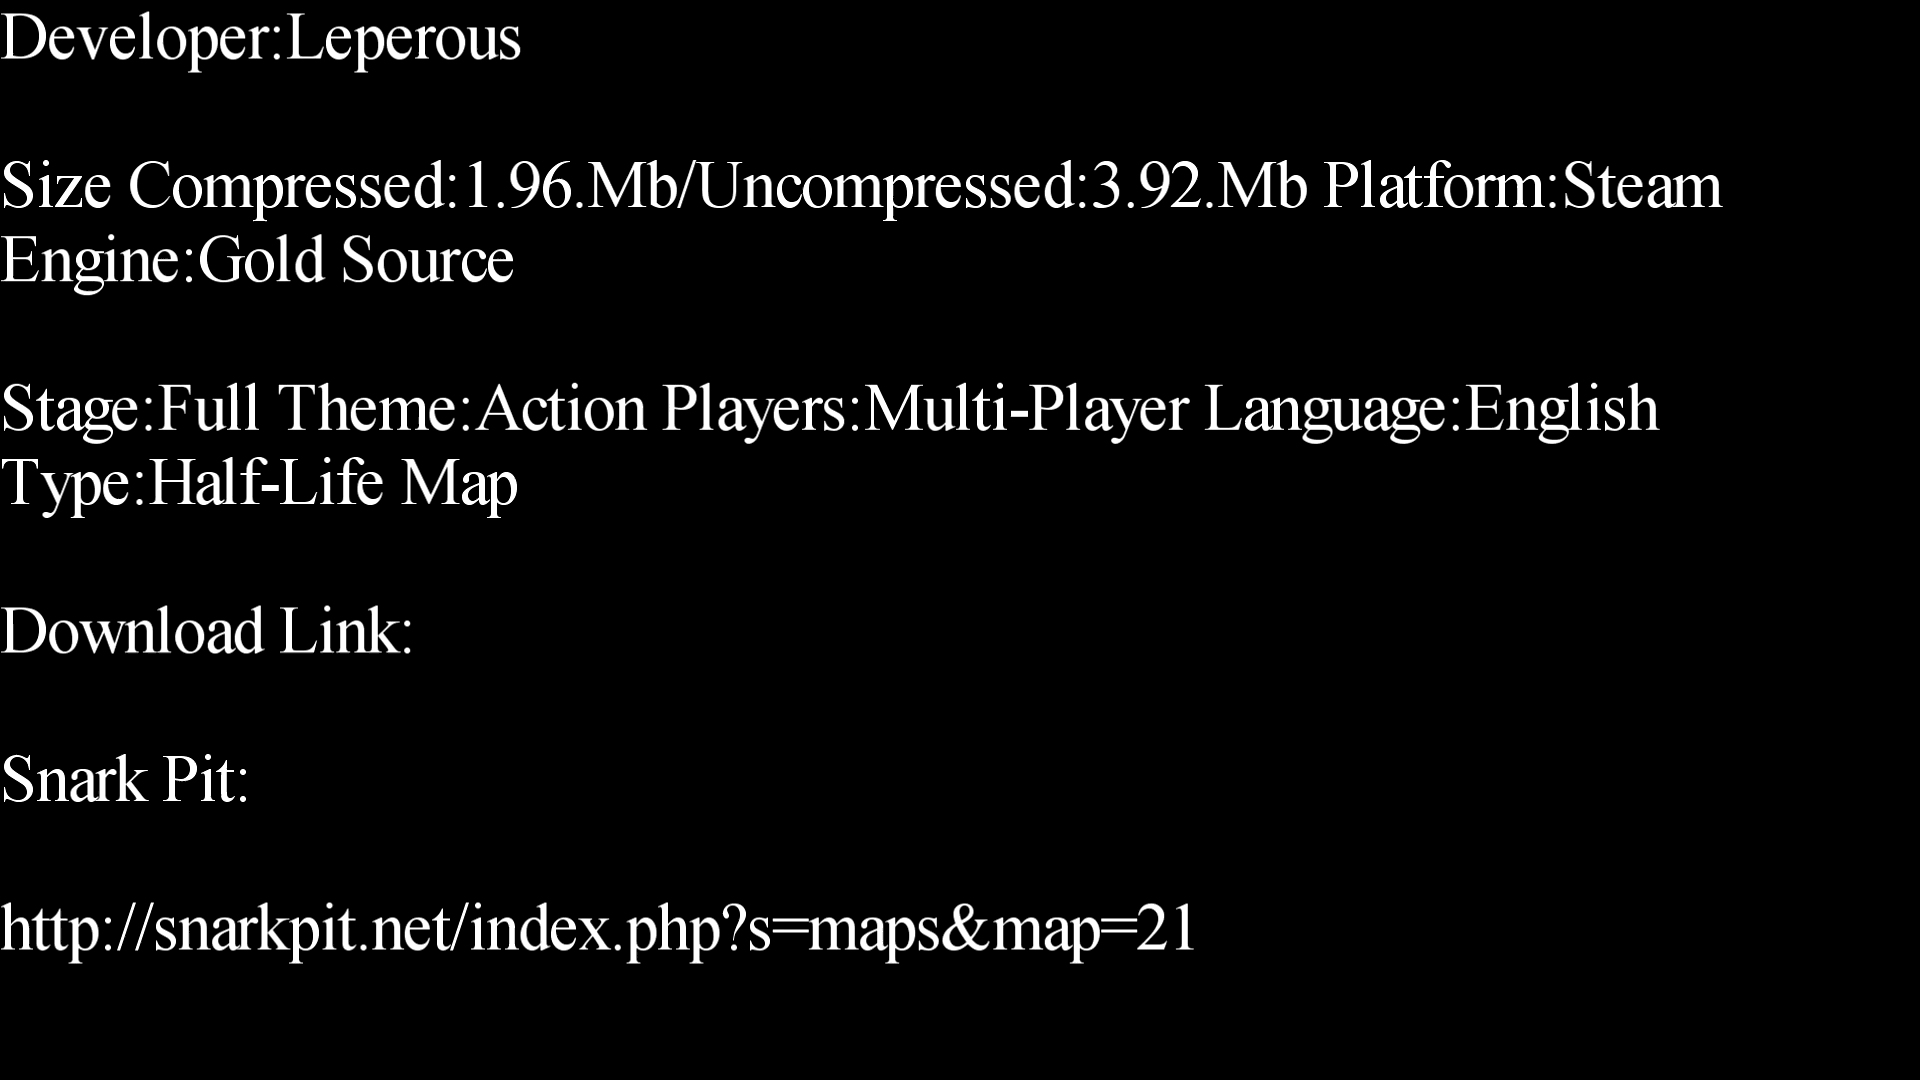 Developer:Leperous
Size Compressed:1.96.Mb/Uncompressed:3.92.Mb Platform:Steam
Engine:Gold Source
Stage:Full Theme:Action Players:Multi-Player Language:English
Type:Half-Life Map
Download Link:
Snark Pit:
http://snarkpit.net/index.php?s=maps&map=21